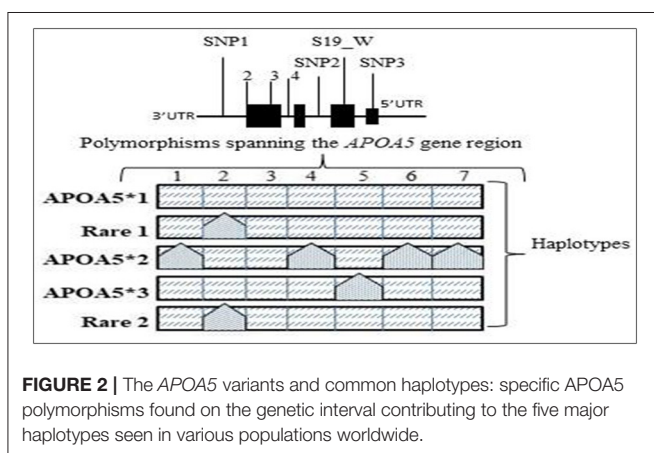 SNP1 S19_W
SNP2 SNP3
2 3 4
3'UTR 5'UTR
Polymorphisms spanning the APOA5 gene region
1 2 3 4 5 6 7
APOA5*1
Rare 1
APOA5*2
APOA5*3
Rare 2
Haplotypes
FIGURE 2 | The APOA5 variants and common haplotypes: specific APOA5
polymorphisms found on the genetic interval contributing to the five major
haplotypes seen in various populations worldwide.